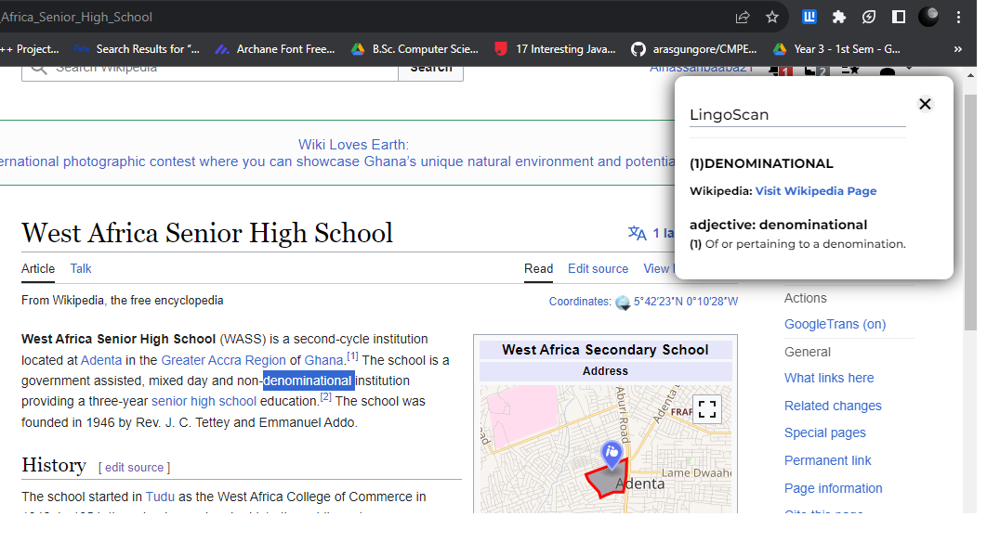 _Africa_Senior_High_School
++ Project...
Search Results for “...
Archane Font Free...
B.Sc. Computer Scie...
17 Interesting Java...
arasgungore/CMPE...
Year 3 - 1st Sem - G...
»
Search Wikipedia
Search
Alhassanbaaba21
1
2
LingoScan
(1)DENOMINATIONAL
Wikipedia: Visit Wikipedia Page
adjective: denominational
(1) Of or pertaining to a denomination.
Wiki Loves Earth:
ernational photographic contest where you can showcase Ghana's unique natural environment and potentia
West Africa Senior High School
1 la
Article Talk
Read Edit source View
From Wikipedia, the free encyclopedia
Coordinates: 5°42′23″N 0°10′28″W
West Africa Senior High School (WASS) is a second-cycle institution
located at Adenta in the Greater Accra Region of Ghana.[1] The school is a
government assisted, mixed day and non-denominational institution
providing a three-year senior high school education.[2] The school was
founded in 1946 by Rev. J. C. Tettey and Emmanuel Addo.
History [ edit source ]
The school started in Tudu as the West Africa College of Commerce in
West Africa Secondary School
Address
Aburi Road
Adenta
FRAF
Lame Dwaahe
Adenta
Actions
GoogleTrans (on)
General
What links here
Related changes
Special pages
Permanent link
Page information
Cite this page